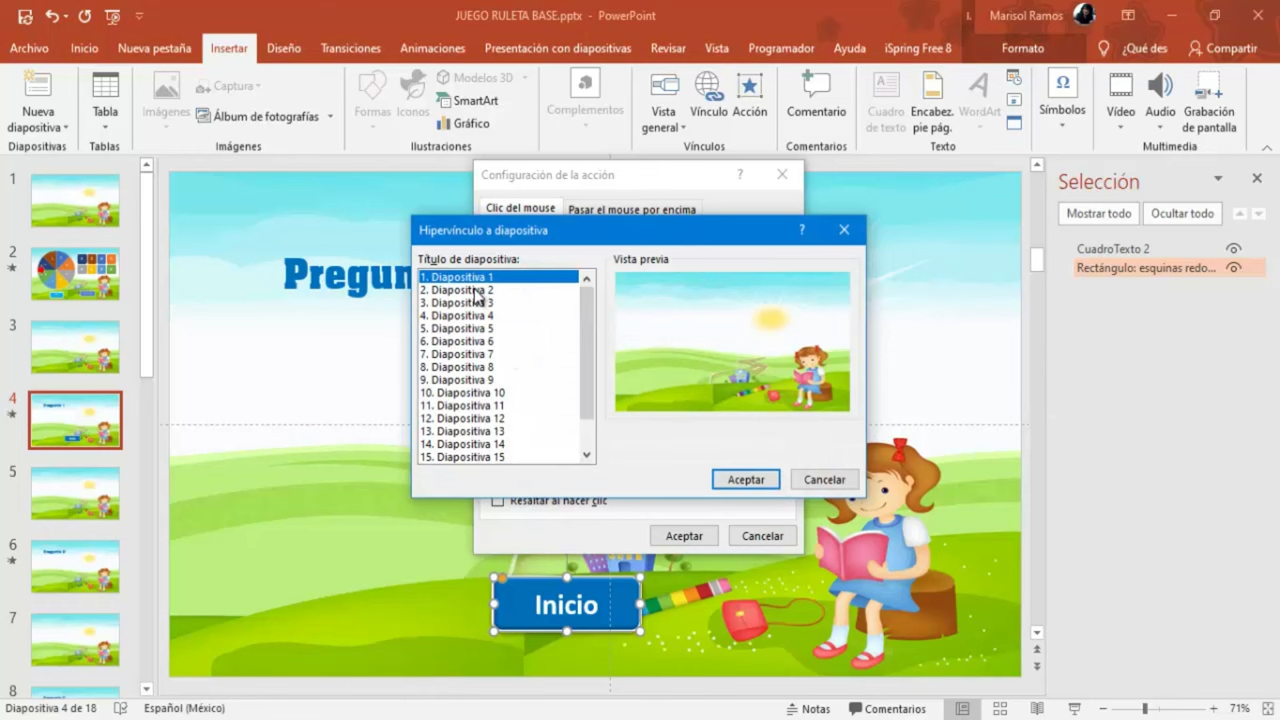 JUEGO RULETA BASE.pptx - PowerPoint
Marisol Ramos
Archivo Inicio Nueva pestaña Insertar Diseño Transiciones Animaciones Presentación con diapositivas Revisar Vista Programador Ayuda iSpring Free 8 Formato ¿Qué des Compartir
Nueva diapositiva
Diapositivas
Tabla
Tablas
Imágenes
Captura
Álbum de fotografías
Imágenes
Formas
Iconos
Modelos 3D
SmartArt
Gráfico
Ilustraciones
Complementos
Vista general
Vínculo
Acción
Vínculos
Comentario
Comentarios
Cuadro de texto
Encabez. pie pág.
WordArt
Texto
Símbolos
Vídeo
Audio
Grabación de pantalla
Multimedia
1
2
3
4
5
6
7
8
Pregun
Configuración de la acción
?
Clic del mouse
Pasar el mouse por encima
Hipervínculo a diapositiva
?
Título de diapositiva:
1. Diapositiva 1
2. Diapositiva 2
3. Diapositiva 3
4. Diapositiva 4
5. Diapositiva 5
6. Diapositiva 6
7. Diapositiva 7
8. Diapositiva 8
9. Diapositiva 9
10. Diapositiva 10
11. Diapositiva 11
12. Diapositiva 12
13. Diapositiva 13
14. Diapositiva 14
15. Diapositiva 15
Vista previa
Aceptar
Cancelar
Resaltar al hacer clic
Aceptar
Cancelar
Inicio
Selección
Mostrar todo
Ocultar todo
CuadroTexto 2
Rectángulo: esquinas redo...
Diapositiva 4 de 18
Español (México)
Notas
Comentarios
71%